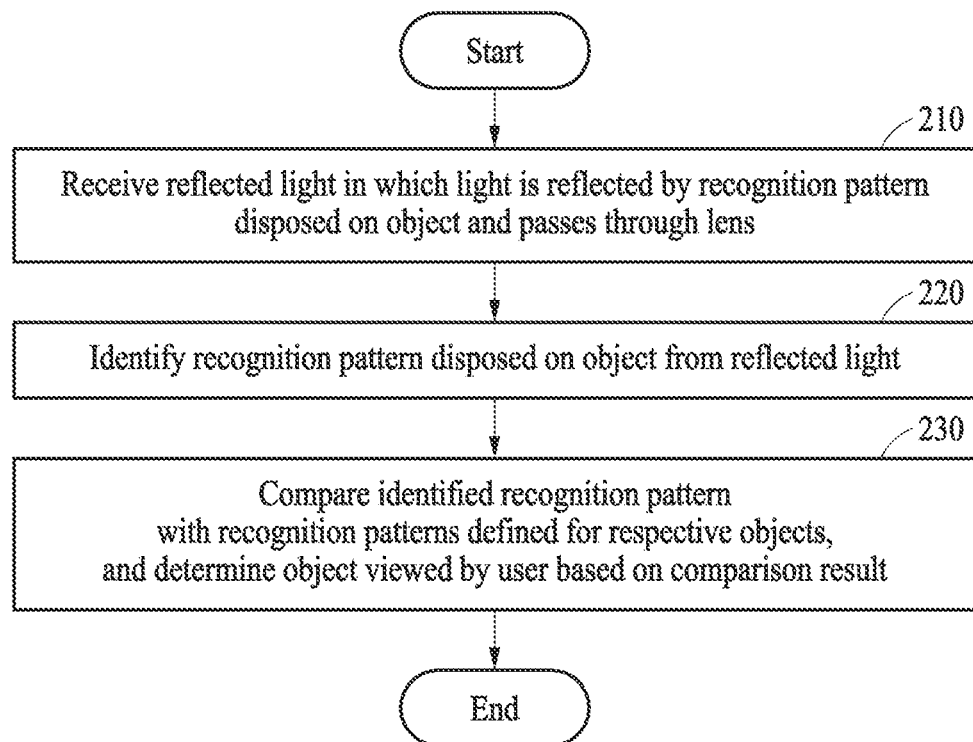 Start
210
Receive reflected light in which light is reflected by recognition pattern
disposed on object and passes through lens
220
Identify recognition pattern disposed on object from reflected light
230
Compare identified recognition pattern
with recognition patterns defined for respective objects,
and determine object viewed by user based on comparison result
End